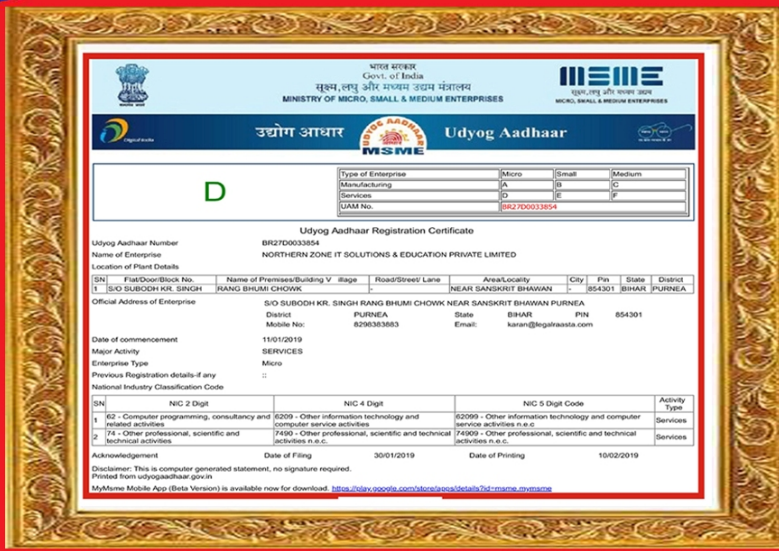 भारत सरकार
Govt. of India
सूक्ष्म,लघु और मध्यम उद्यम मंत्रालय
MINISTRY OF MICRO, SMALL & MEDIUM ENTERPRISES
MSME
सूक्ष्म,लघु और मध्यम उद्यम
MICRO, SMALL & MEDIUM ENTERPRISES
Digital India
उद्योग आधार
UDYOG AADHAAR
MSME
Udyog Aadhaar
D
Type of Enterprise Micro Small Medium
Manufacturing A B C
Services D E F
UAM No. BR27D0033854
Udyog Aadhaar Registration Certificate
Udyog Aadhaar Number BR27D0033854
Name of Enterprise NORTHERN ZONE IT SOLUTIONS & EDUCATION PRIVATE LIMITED
Location of Plant Details
SN Flat/Door/Block No. Name of Premises/Building V illage Road/Street/ Lane Area/Locality City Pin State District
1 S/O SUBODH KR. SINGH RANG BHUMI CHOWK - NEAR SANSKRIT BHAWAN - 854301 BIHAR PURNEA
Official Address of Enterprise S/O SUBODH KR. SINGH RANG BHUMI CHOWK NEAR SANSKRIT BHAWAN PURNEA
District PURNEA State BIHAR PIN 854301
Mobile No: 8298383883 Email: karan@legalraasta.com
Date of commencement 11/01/2019
Major Activity SERVICES
Enterprise Type Micro
Previous Registration details-if any ::
National Industry Classification Code
SN NIC 2 Digit NIC 4 Digit NIC 5 Digit Code Activity Type
1 62 - Computer programming, consultancy and related activities 6209 - Other information technology and computer service activities 62099 - Other information technology and computer service activities n.e.c Services
2 74 - Other professional, scientific and technical activities 7490 - Other professional, scientific and technical activities n.e.c. 74909 - Other professional, scientific and technical activities n.e.c. Services
Acknowledgement Date of Filing 30/01/2019 Date of Printing 10/02/2019
Disclaimer: This is computer generated statement, no signature required.
Printed from udyogaadhaar.gov.in
MyMsme Mobile App (Beta Version) is available now for download. https://play.google.com/store/apps/details?id=msme.mymsme